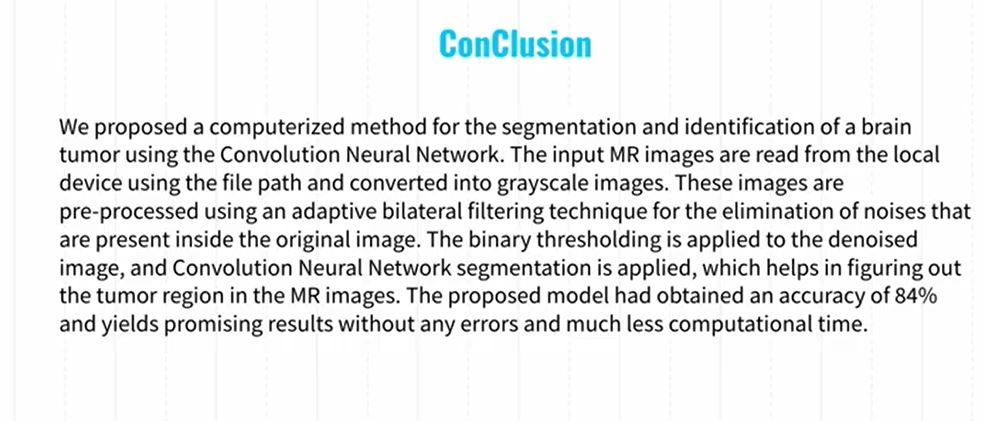 ConClusion
We proposed a computerized method for the segmentation and identification of a brain
tumor using the Convolution Neural Network. The input MR images are read from the local
device using the file path and converted into grayscale images. These images are
pre-processed using an adaptive bilateral filtering technique for the elimination of noises that
are present inside the original image. The binary thresholding is applied to the denoised
image, and Convolution Neural Network segmentation is applied, which helps in figuring out
the tumor region in the MR images. The proposed model had obtained an accuracy of 84%
and yields promising results without any errors and much less computational time.